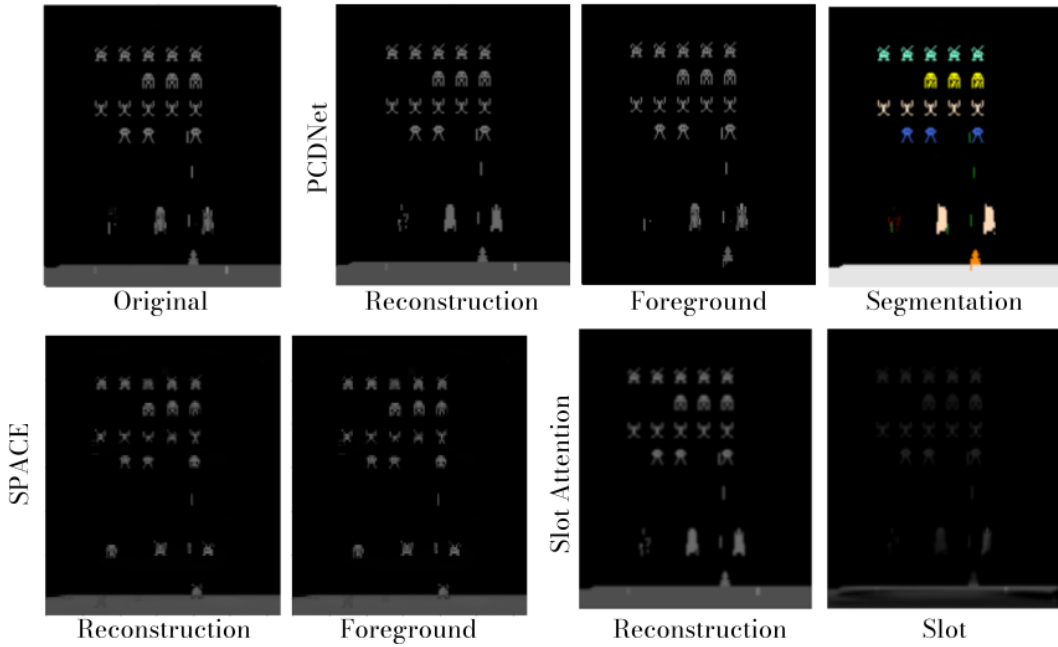 PCDNet
Original
Reconstruction
Foreground
Segmentation
SPACE
Slot Attention
Reconstruction
Foreground
Reconstruction
Slot